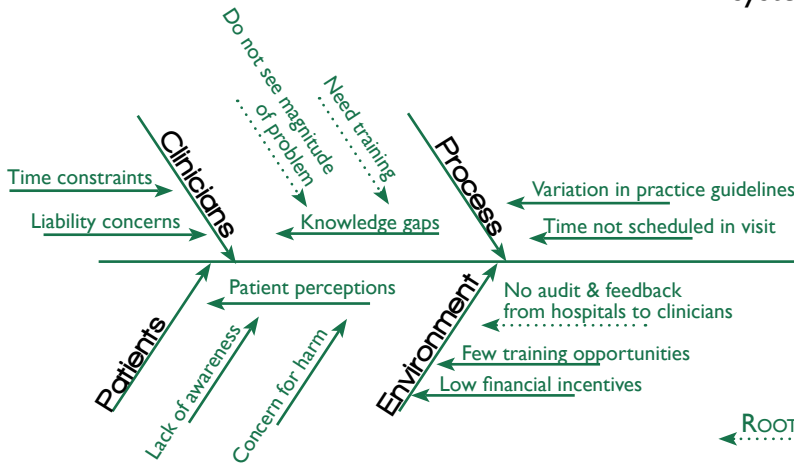 Do not see magnitude
of problem
Need training
Clinicians
Process
Time constraints
Variation in practice guidelines
Liability concerns
Knowledge gaps
Time not scheduled in visit
Patient perceptions
No audit & feedback
from hospitals to clinicians
Patients
Environment
Few training opportunities
Low financial incentives
Lack of awareness
Concern for harm
ROOT